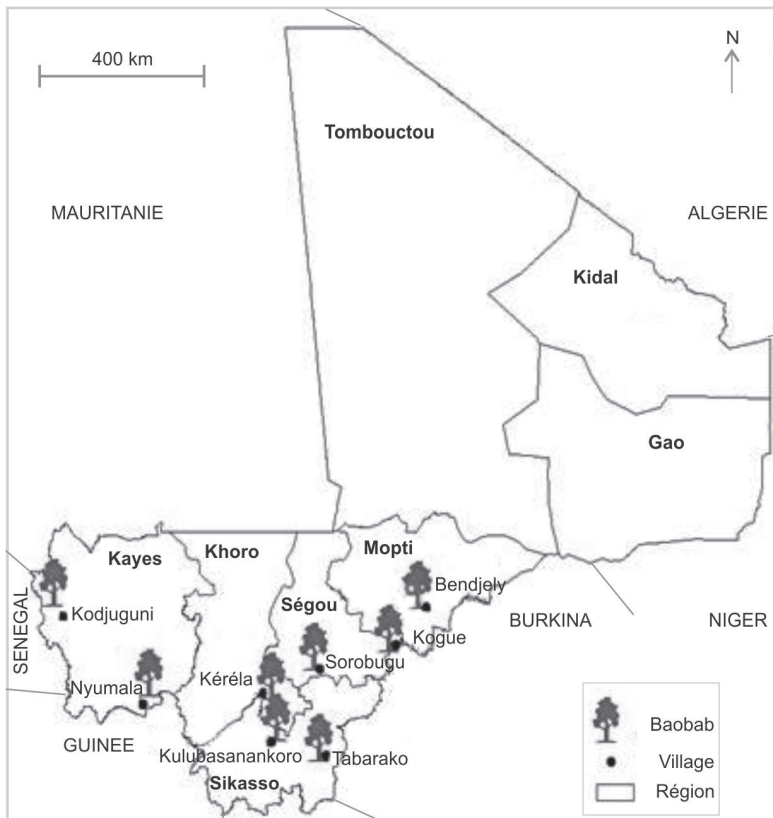 400 km
N
Tombouctou
MAURITANIE
ALGERIE
Kidal
Gao
Kayes
Khoro
Mopti
SENEGAL
Kodjuguni
Ségou
Bendjely
BURKINA
NIGER
Kogue
Sorobugu
Nyumala
Kéréla
GUINEE
Kulubasanankoro
Tabarako
Sikasso
Baobab
Village
Région